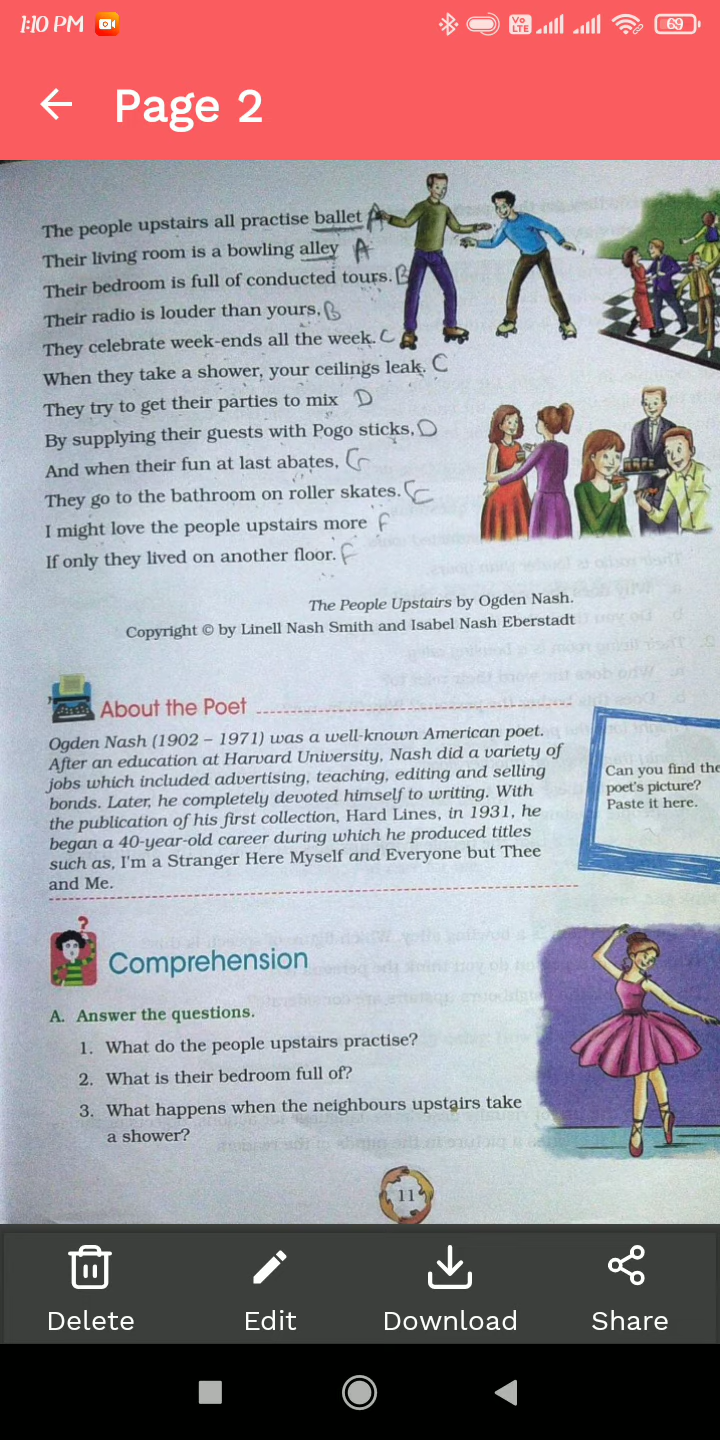 1:10 PM
Vo LTE
69
Page 2
The people upstairs all practise ballet A
Their living room is a bowling alley A
Their bedroom is full of conducted tours. B
Their radio is louder than yours, B
They celebrate week-ends all the week. C
When they take a shower, your ceilings leak. C
They try to get their parties to mix D
By supplying their guests with Pogo sticks, D
And when their fun at last abates,
They go to the bathroom on roller skates.
I might love the people upstairs more F
If only they lived on another floor. F
The People Upstairs by Ogden Nash.
Copyright © by Linell Nash Smith and Isabel Nash Eberstadt
About the Poet
Ogden Nash (1902 – 1971) was a well-known American poet.
After an education at Harvard University, Nash did a variety of
jobs which included advertising, teaching, editing and selling
bonds. Later, he completely devoted himself to writing. With
the publication of his first collection, Hard Lines, in 1931, he
began a 40-year-old career during which he produced titles
such as, I'm a Stranger Here Myself and Everyone but Thee
and Me.
Can you find the
poet's picture?
Paste it here.
?
Comprehension
A. Answer the questions.
1. What do the people upstairs practise?
2. What is their bedroom full of?
3. What happens when the neighbours upstairs take
a shower?
11
Delete
Edit
Download
Share